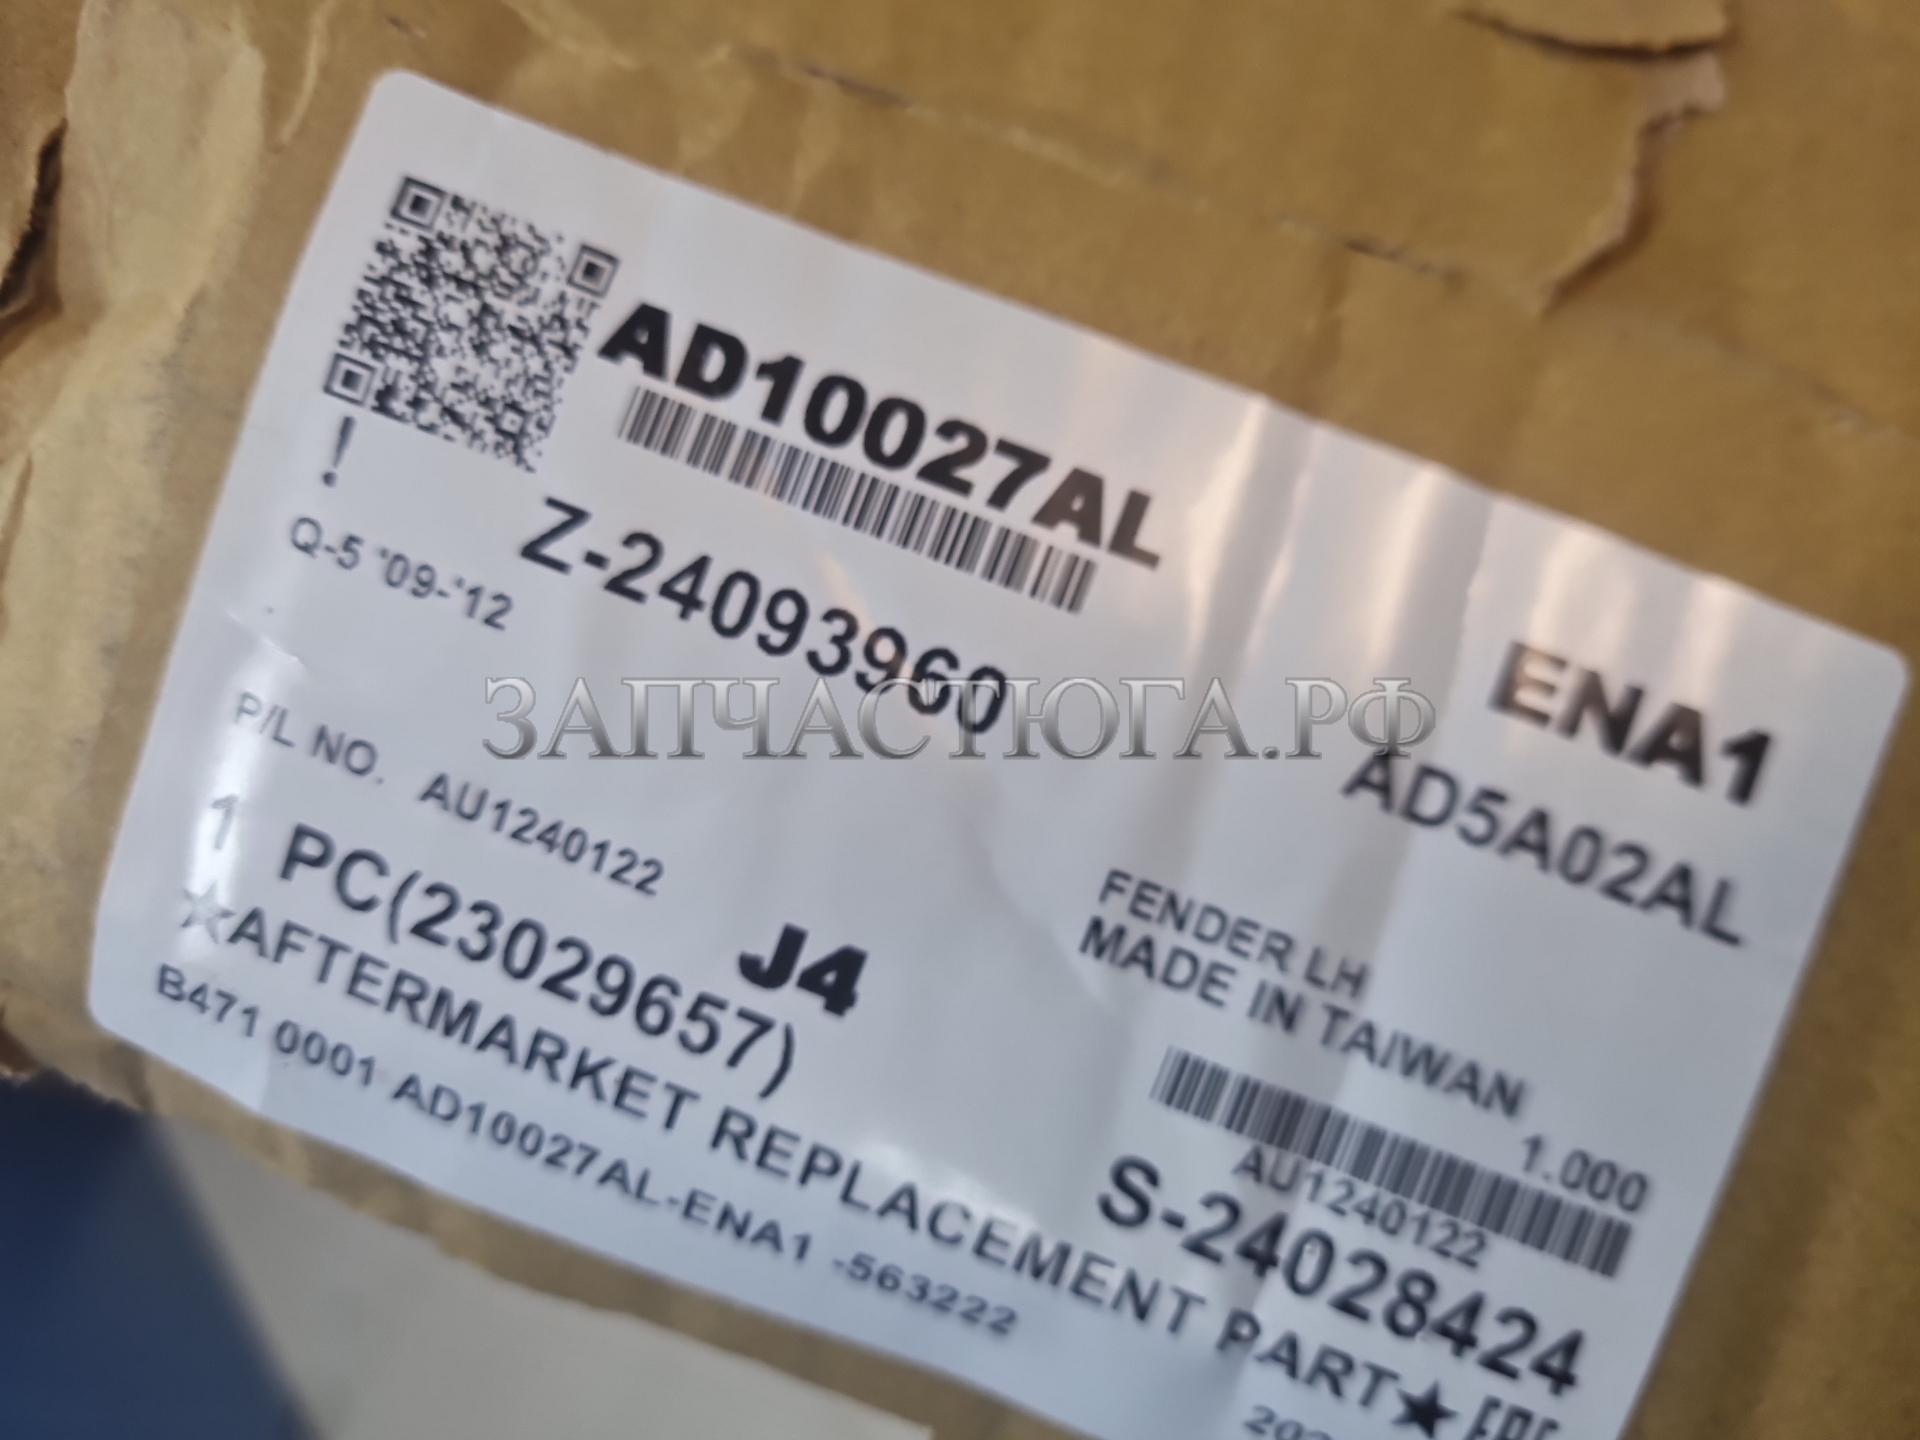 AD10027AL
!
Z-24093960
Q-5 '09-'12
ENA1
AD5A02AL
P/L NO. AU1240122
FENDER LH
MADE IN TAIWAN
1 PC(23029657)
J4
1.000
AU1240122
★AFTERMARKET REPLACEMENT PART★
S-24028424
B471 0001 AD10027AL-ENA1 -563222
ЗАПЧАСТЮГА.РФ